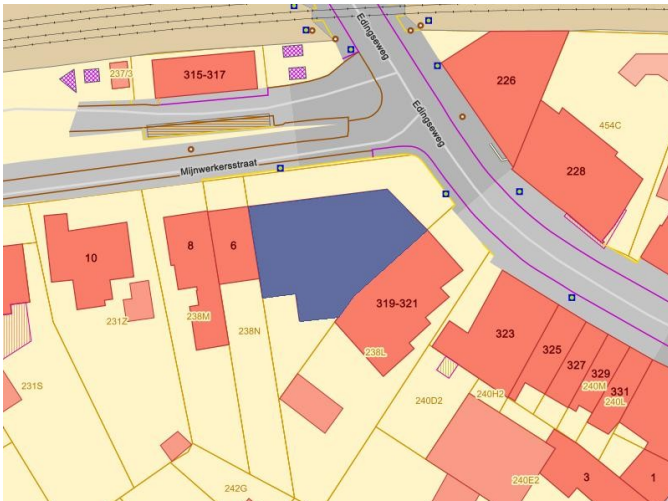 Edingseweg
237/3
315-317
226
454C
Edingseweg
Mijnwerkersstraat
228
10
8
6
319-321
231Z
238M
238N
238L
323
325
327
329
331
240M
240L
231S
240D2
240H2
242G
240E2
3
1